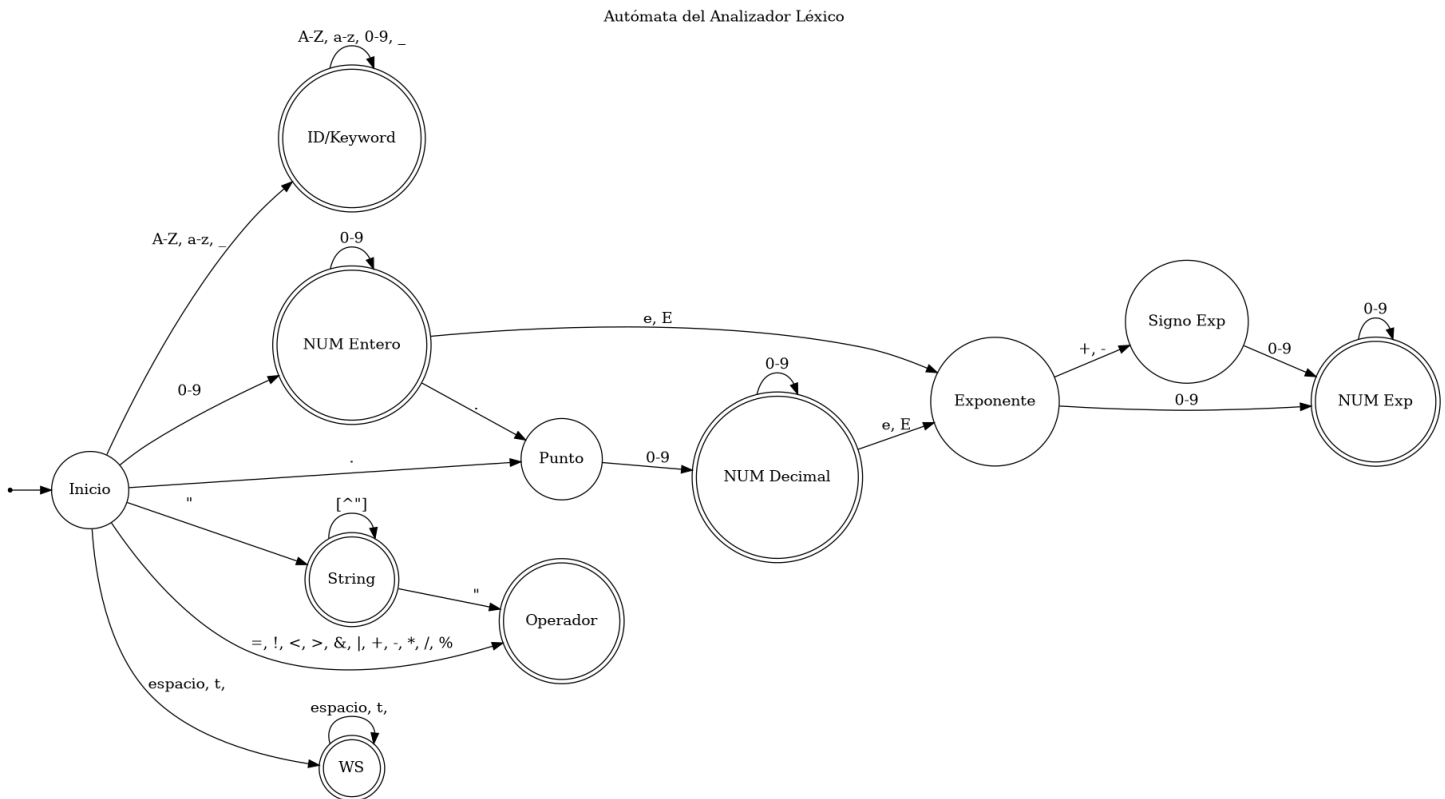 Autómata del Analizador Léxico
A-Z, a-z, 0-9, _
ID/Keyword
A-Z, a-z, _
0-9
NUM Entero
0-9
e, E
.
.
Inicio
Punto
0-9
0-9
NUM Decimal
e, E
Exponente
+, -
Signo Exp
0-9
0-9
0-9
NUM Exp
"
[^"]
String
"
Operador
=, !, <, >, &, |, +, -, *, /, %
espacio, t,
espacio, t,
WS